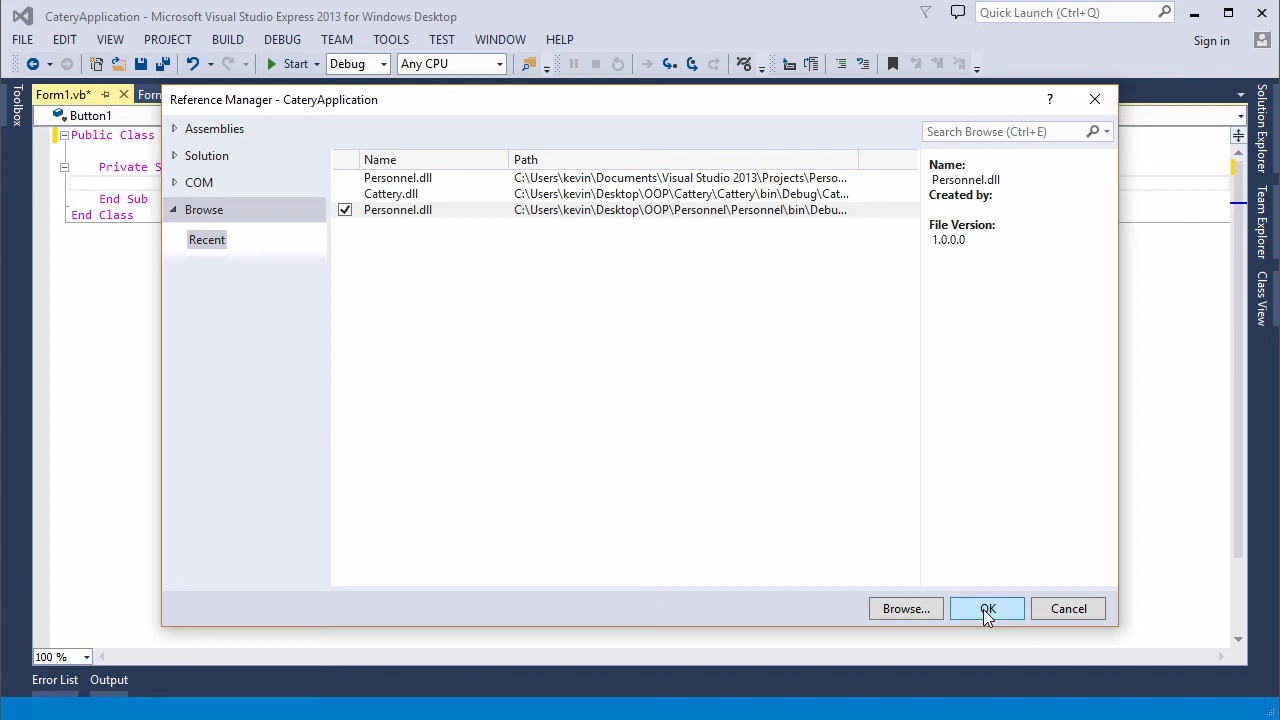 CateryApplication - Microsoft Visual Studio Express 2013 for Windows Desktop
Quick Launch (Ctrl+Q)
FILE EDIT VIEW PROJECT BUILD DEBUG TEAM TOOLS TEST WINDOW HELP
Sign in
Start Debug Any CPU
Toolbox
Form1.vb* Forn
Button1
Public Class
Private S
End Sub
End Class
Reference Manager - CateryApplication
?
Assemblies
Solution
COM
Browse
Recent
Search Browse (Ctrl+E)
Name Path
Personnel.dll C:\Users\kevin\Documents\Visual Studio 2013\Projects\Perso...
Cattery.dll C:\Users\kevin\Desktop\OOP\Cattery\Cattery\bin\Debug\Cat...
Personnel.dll C:\Users\kevin\Desktop\OOP\Personnel\Personnel\bin\Debu...
Name:
Personnel.dll
Created by:
File Version:
1.0.0.0
Browse... OK Cancel
Solution Explorer
Team Explorer
Class View
100 %
Error List Output